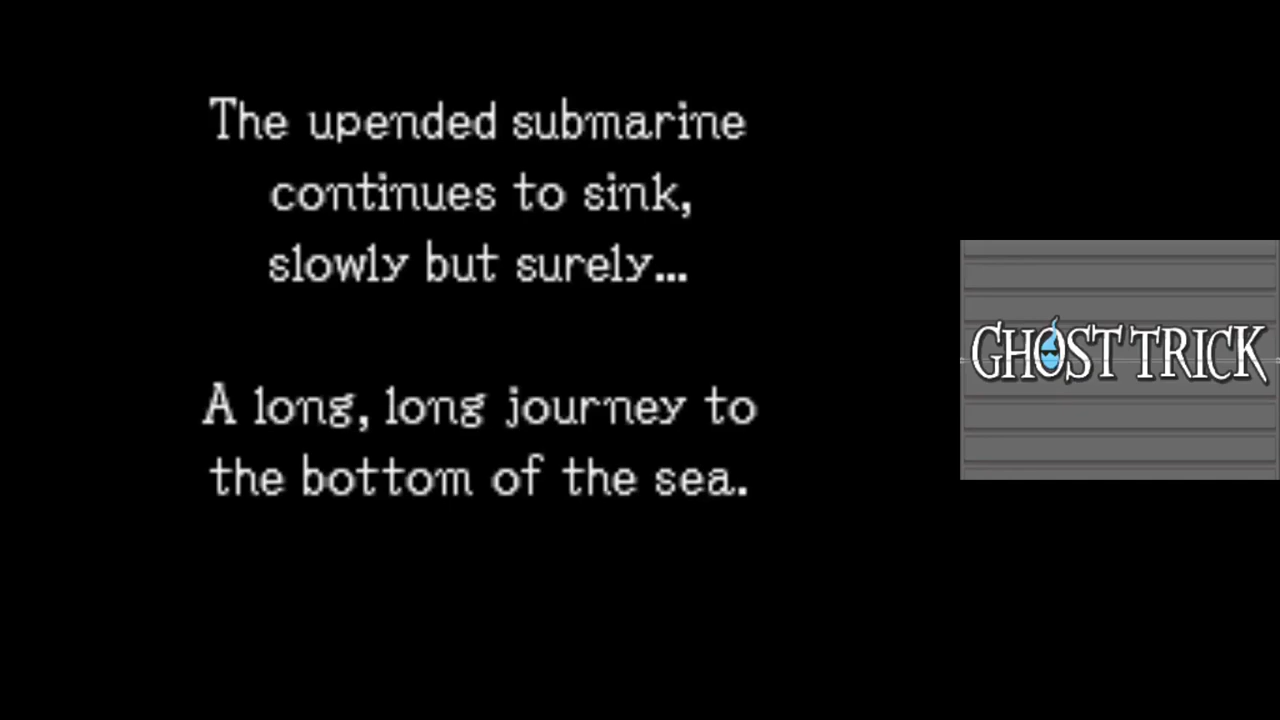 The upended submarine
continues to sink,
slowly but surely...
A long, long journey to
the bottom of the sea.
GHOST TRICK